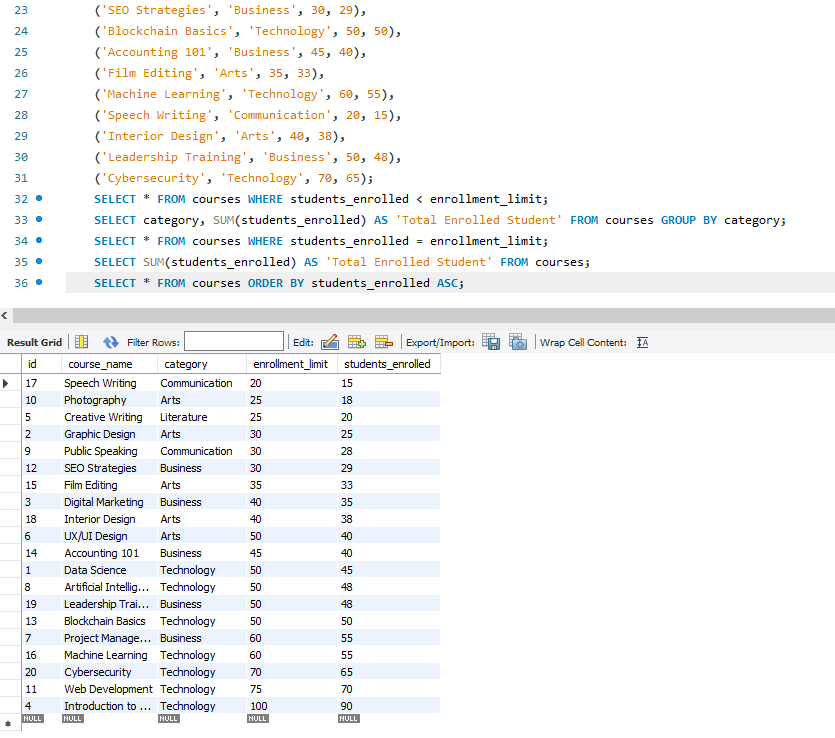 23 ('SEO Strategies', 'Business', 30, 29),
24 ('Blockchain Basics', 'Technology', 50, 50),
25 ('Accounting 101', 'Business', 45, 40),
26 ('Film Editing', 'Arts', 35, 33),
27 ('Machine Learning', 'Technology', 60, 55),
28 ('Speech Writing', 'Communication', 20, 15),
29 ('Interior Design', 'Arts', 40, 38),
30 ('Leadership Training', 'Business', 50, 48),
31 ('Cybersecurity', 'Technology', 70, 65);
32 SELECT * FROM courses WHERE students_enrolled < enrollment_limit;
33 SELECT category, SUM(students_enrolled) AS 'Total Enrolled Student' FROM courses GROUP BY category;
34 SELECT * FROM courses WHERE students_enrolled = enrollment_limit;
35 SELECT SUM(students_enrolled) AS 'Total Enrolled Student' FROM courses;
36 SELECT * FROM courses ORDER BY students_enrolled ASC;
Result Grid Filter Rows: Edit: Export/Import: Wrap Cell Content:
id course_name category enrollment_limit students_enrolled
17 Speech Writing Communication 20 15
10 Photography Arts 25 18
5 Creative Writing Literature 25 20
2 Graphic Design Arts 30 25
9 Public Speaking Communication 30 28
12 SEO Strategies Business 30 29
15 Film Editing Arts 35 33
3 Digital Marketing Business 40 35
18 Interior Design Arts 40 38
6 UX/UI Design Arts 50 40
14 Accounting 101 Business 45 40
1 Data Science Technology 50 45
8 Artificial Intellig... Technology 50 48
19 Leadership Trai... Business 50 48
13 Blockchain Basics Technology 50 50
7 Project Manage... Business 60 55
16 Machine Learning Technology 60 55
20 Cybersecurity Technology 70 65
11 Web Development Technology 75 70
4 Introduction to ... Technology 100 90
NULL NULL NULL NULL NULL